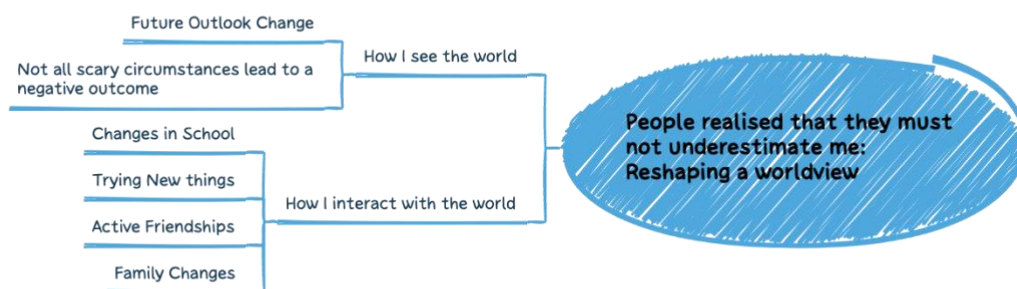 Future Outlook Change
Not all scary circumstances lead to a
negative outcome
How I see the world
Changes in School
Trying New things
Active Friendships
Family Changes
How I interact with the world
People realised that they must
not underestimate me:
Reshaping a worldview